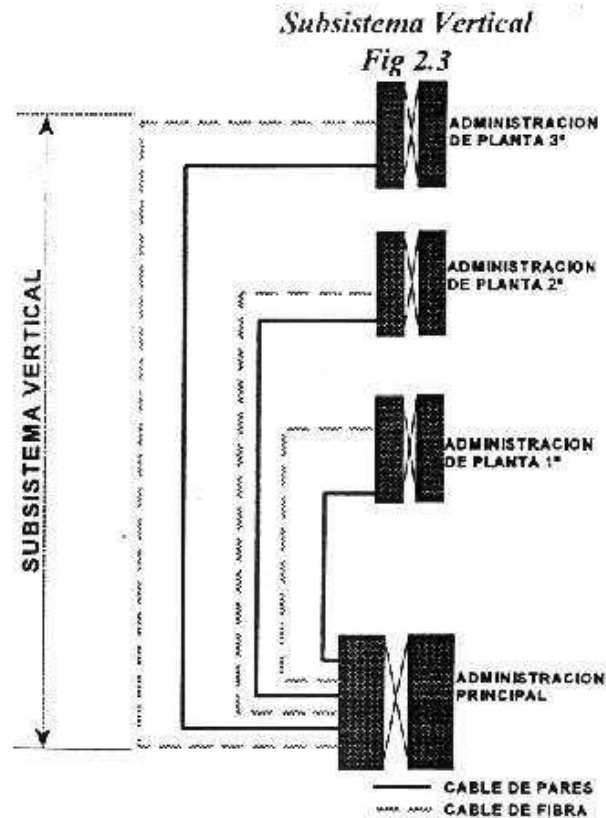 Subsistema Vertical
Fig 2.3
ADMINISTRACION
DE PLANTA 3ª
ADMINISTRACION
DE PLANTA 2ª
ADMINISTRACION
DE PLANTA 1ª
SUBSISTEMA VERTICAL
ADMINISTRACION
PRINCIPAL
CABLE DE PARES
CABLE DE FIBRA